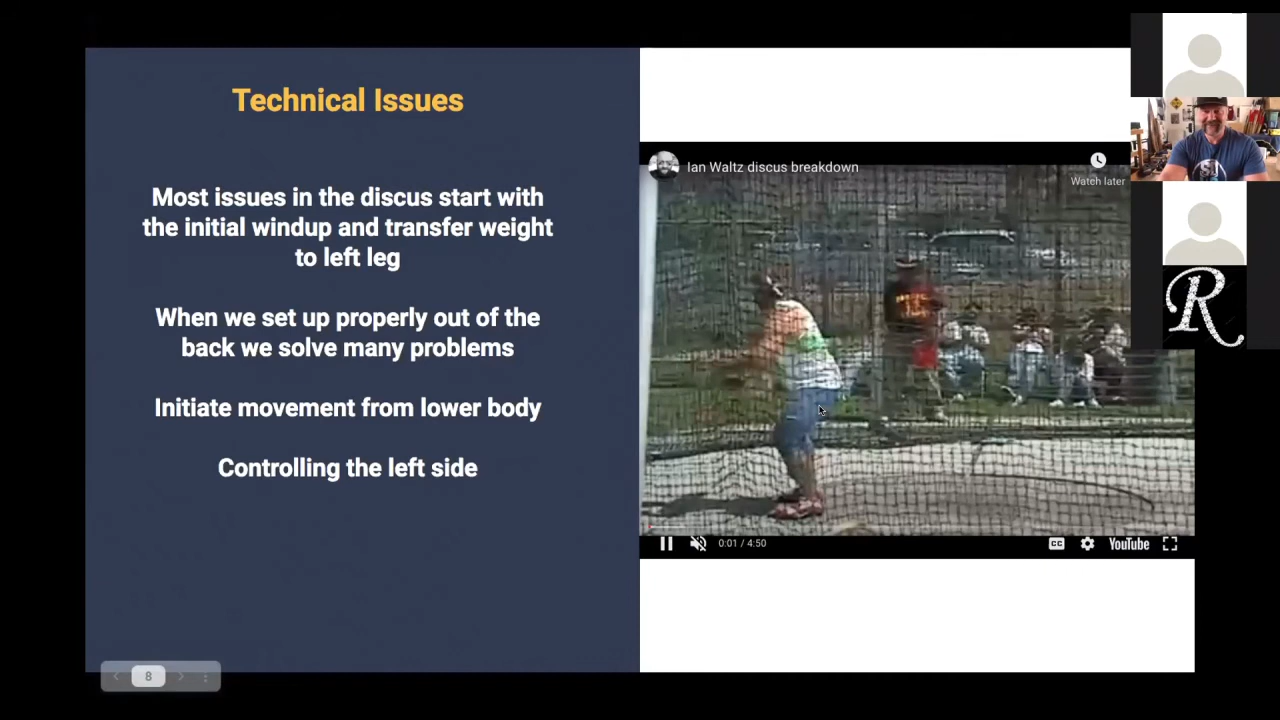 Technical Issues
Most issues in the discus start with
the initial windup and transfer weight
to left leg
When we set up properly out of the
back we solve many problems
Initiate movement from lower body
Controlling the left side
8
Ian Waltz discus breakdown
Watch later
0:01 / 4:50
CC
YouTube
R